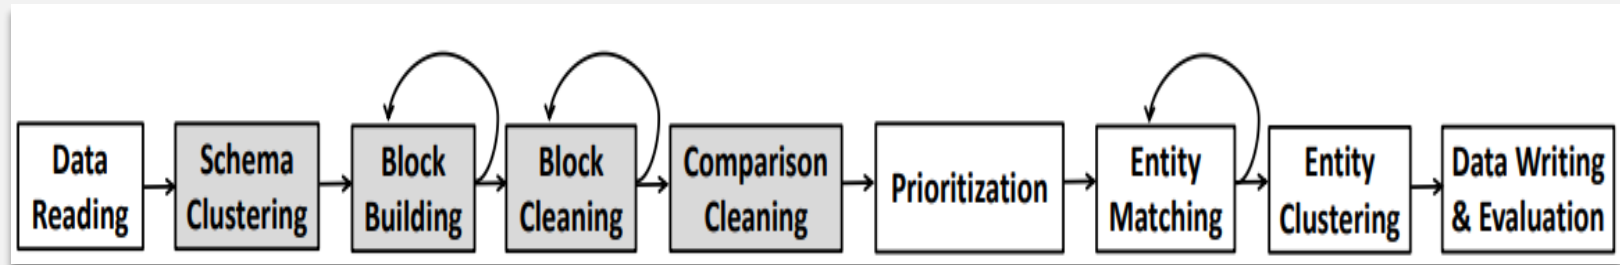 Data
Reading
Schema
Clustering
Block
Building
Block
Cleaning
Comparison
Cleaning
Prioritization
Entity
Matching
Entity
Clustering
Data Writing
& Evaluation